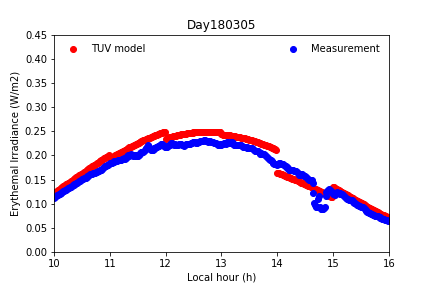 Day180305
TUV model
Measurement
Erythemal Irradiance (W/m2)
0.45
0.40
0.35
0.30
0.25
0.20
0.15
0.10
0.05
0.00
10 11 12 13 14 15 16
Local hour (h)